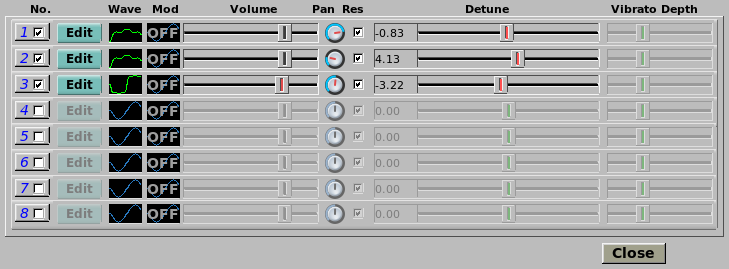 No. Wave Mod Volume Pan Res Detune Vibrato Depth
1 Edit OFF -0.83
2 Edit OFF 4.13
3 Edit OFF -3.22
4 Edit OFF 0.00
5 Edit OFF 0.00
6 Edit OFF 0.00
7 Edit OFF 0.00
8 Edit OFF 0.00
Close